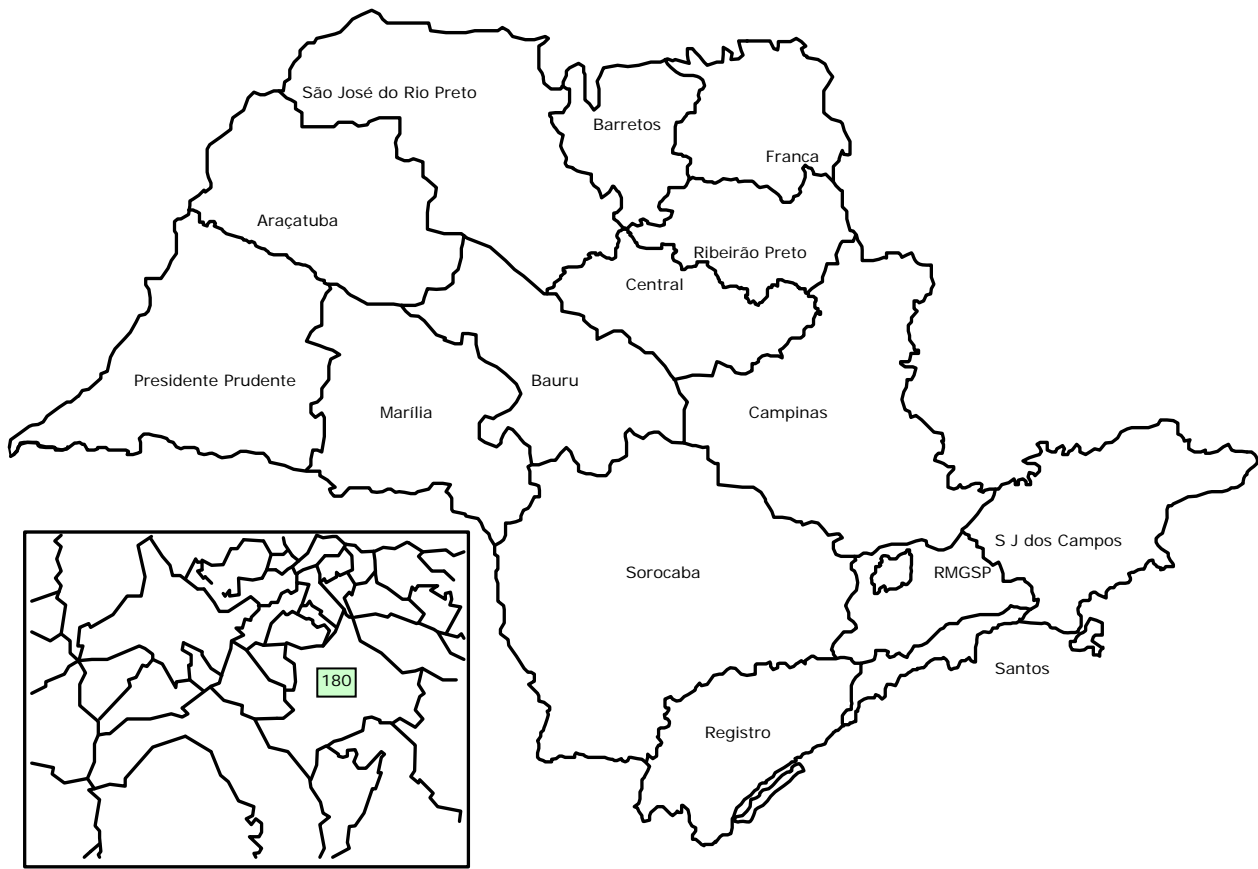 São José do Rio Preto
Barretos
Franca
Araçatuba
Ribeirão Preto
Central
Presidente Prudente
Bauru
Marília
Campinas
S J dos Campos
Sorocaba
RMGSP
Santos
180
Registro